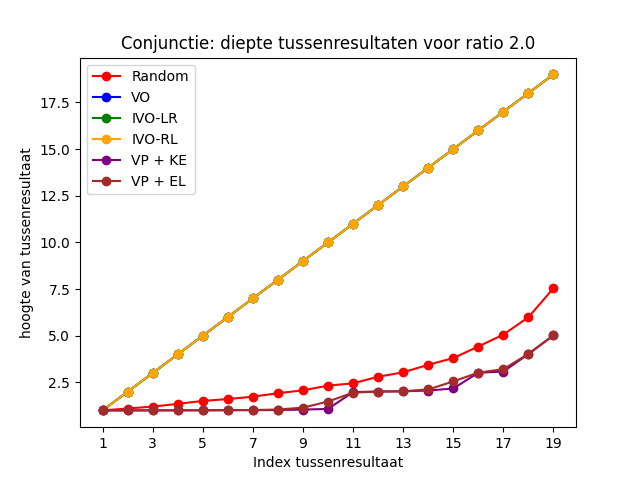 Conjunctie: diepte tussenresultaten voor ratio 2.0
Random
VO
IVO-LR
IVO-RL
VP + KE
VP + EL
hoogte van tussenresultaat
17.5
15.0
12.5
10.0
7.5
5.0
2.5
1 3 5 7 9 11 13 15 17 19
Index tussenresultaat